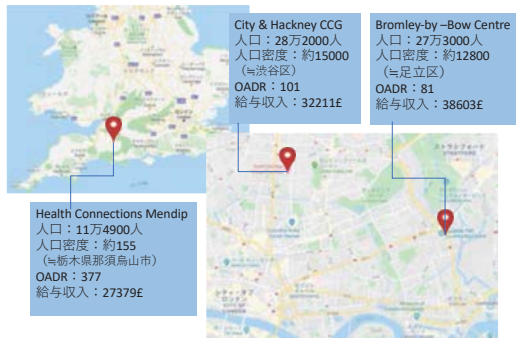 City & Hackney CCG
人口：28万2000人
人口密度：約15000
（≒渋谷区）
OADR：101
給与収入：32211£
Bromley-by –Bow Centre
人口：27万3000人
人口密度：約12800
（≒足立区）
OADR：81
給与収入：38603£
Health Connections Mendip
人口：11万4900人
人口密度：約155
（≒栃木県那須烏山市）
OADR：377
給与収入：27379£